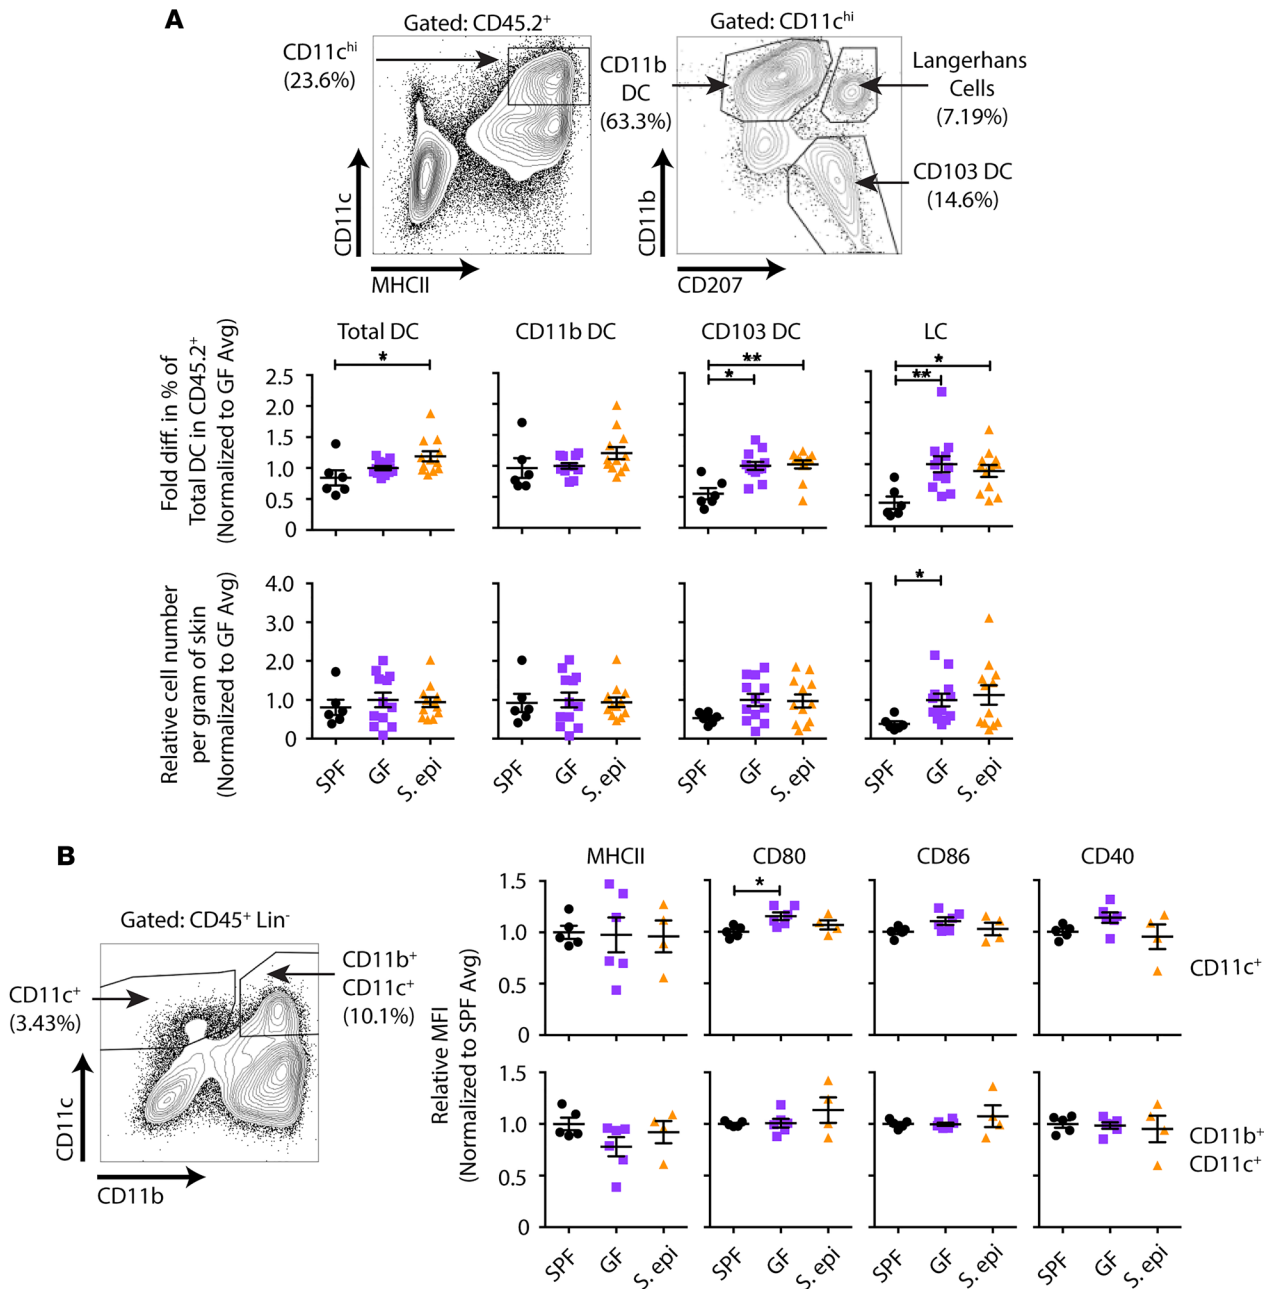 A
Gated: CD45.2⁺
Gated: CD11cʰⁱ
CD11cʰⁱ
(23.6%)
CD11b
DC
(63.3%)
Langerhans
Cells
(7.19%)
CD103 DC
(14.6%)
CD11c
MHCII
CD11b
CD207
Fold diff. in % of
Total DC in CD45.2⁺
(Normalized to GF Avg)
Total DC
CD11b DC
CD103 DC
LC
*
*
**
**
*
2.5
2.0
1.5
1.0
0.5
0
Relative cell number
per gram of skin
(Normalized to GF Avg)
*
4.0
3.0
2.0
1.0
0
SPF
GF
S. epi
SPF
GF
S. epi
SPF
GF
S. epi
SPF
GF
S. epi
B
Gated: CD45⁺ Lin⁻
CD11c⁺
(3.43%)
CD11b⁺
CD11c⁺
(10.1%)
CD11c
CD11b
Relative MFI
(Normalized to SPF Avg)
MHCII
CD80
CD86
CD40
*
1.5
1.0
0.5
0
CD11c⁺
1.5
1.0
0.5
0
CD11b⁺
CD11c⁺
SPF
GF
S. epi
SPF
GF
S. epi
SPF
GF
S. epi
SPF
GF
S. epi